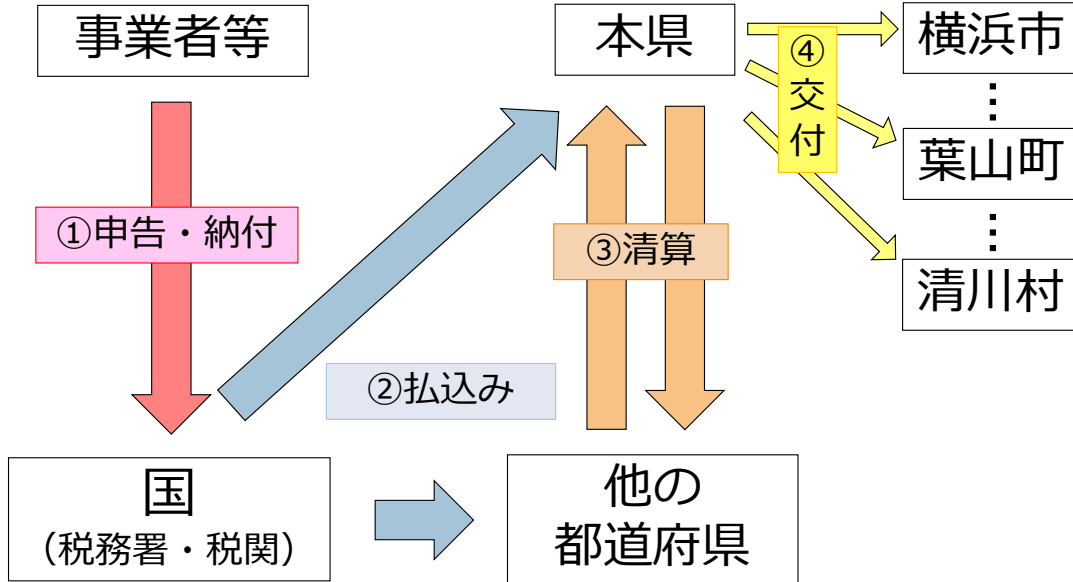 事業者等
本県
④
交
付
横浜市
⋮
葉山町
⋮
清川村
①申告・納付
③清算
②払込み
国
（税務署・税関）
他の
都道府県